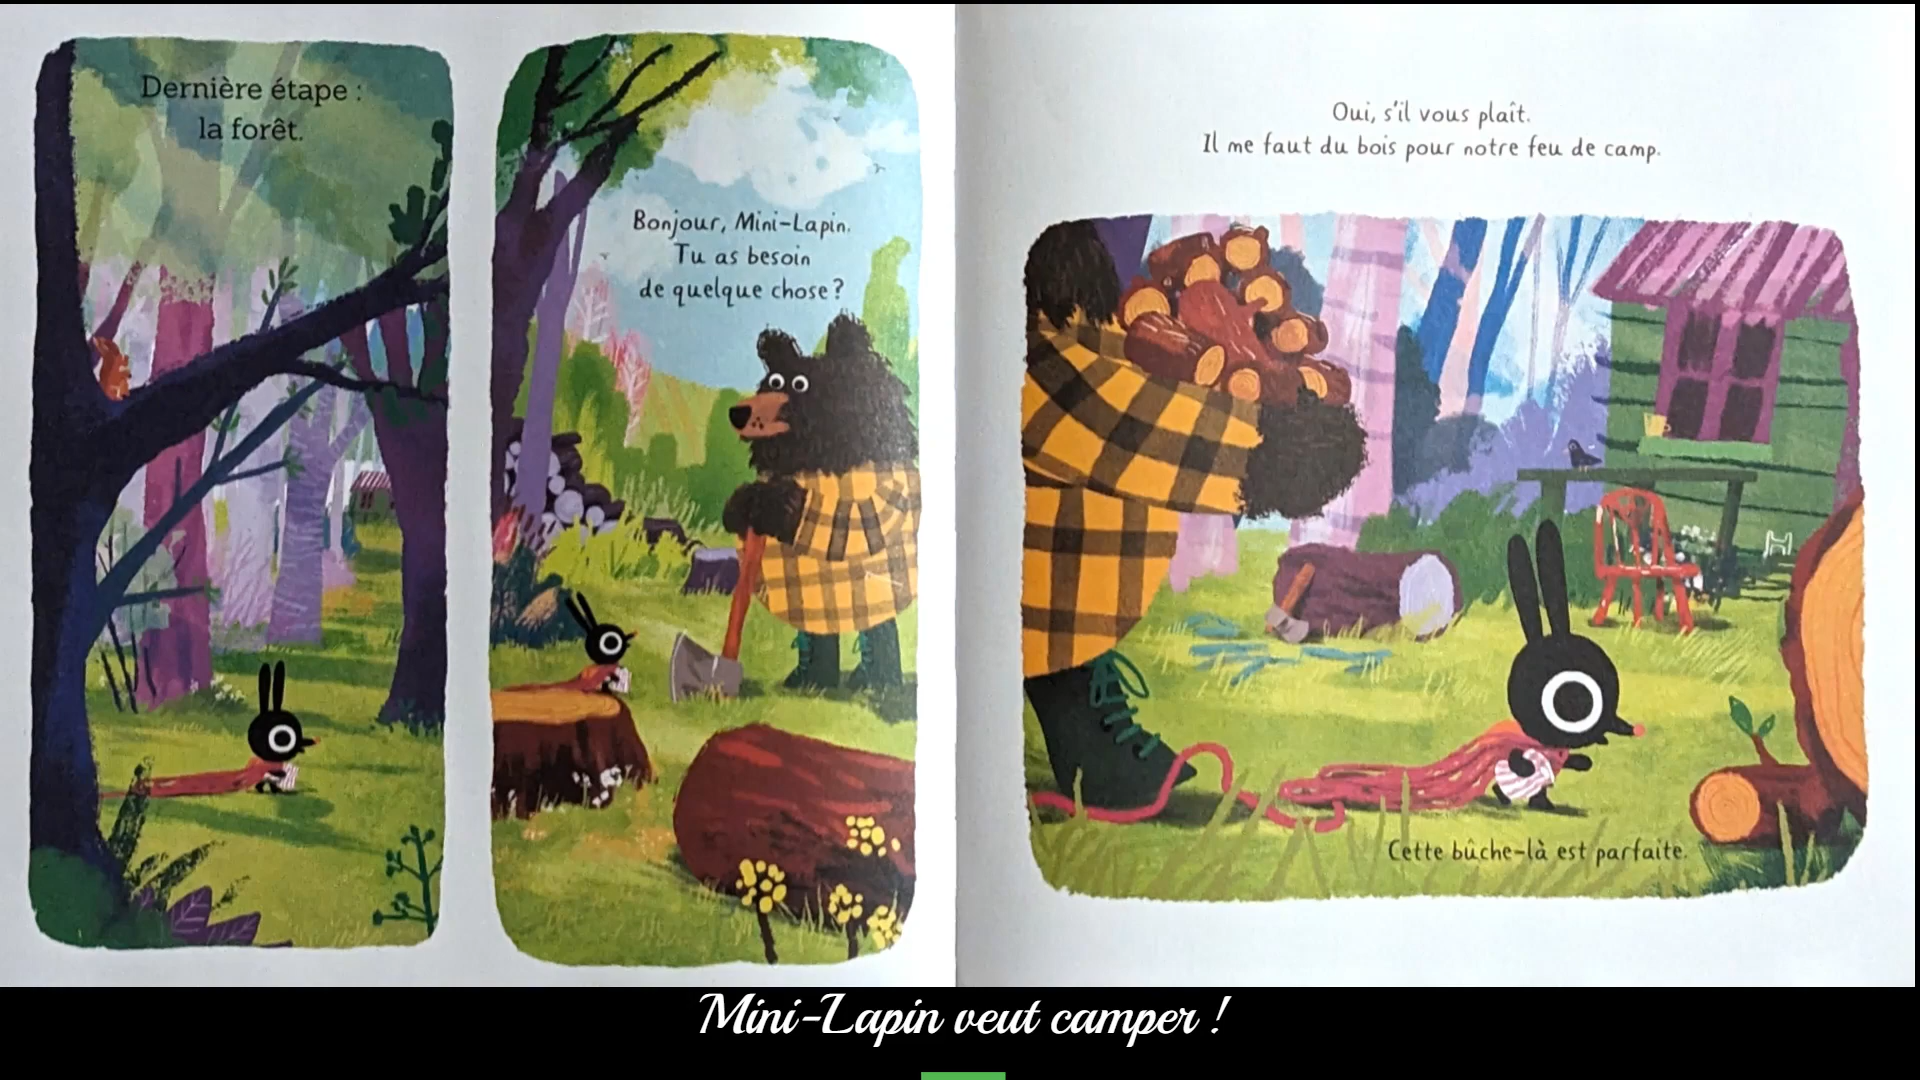 Dernière étape :
la forêt.
Bonjour, Mini-Lapin.
Tu as besoin
de quelque chose ?
Oui, s'il vous plaît.
Il me faut du bois pour notre feu de camp.
Cette bûche-là est parfaite.
Mini-Lapin veut camper !